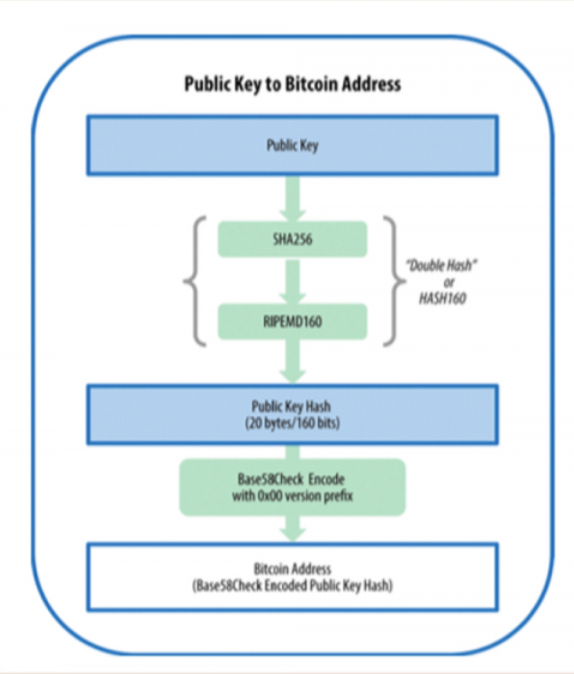 Public Key to Bitcoin Address
Public Key
SHA256
RIPEMD160
"Double Hash"
or
HASH160
Public Key Hash
(20 bytes/160 bits)
Base58Check Encode
with 0x00 version prefix
Bitcoin Address
(Base58Check Encoded Public Key Hash)